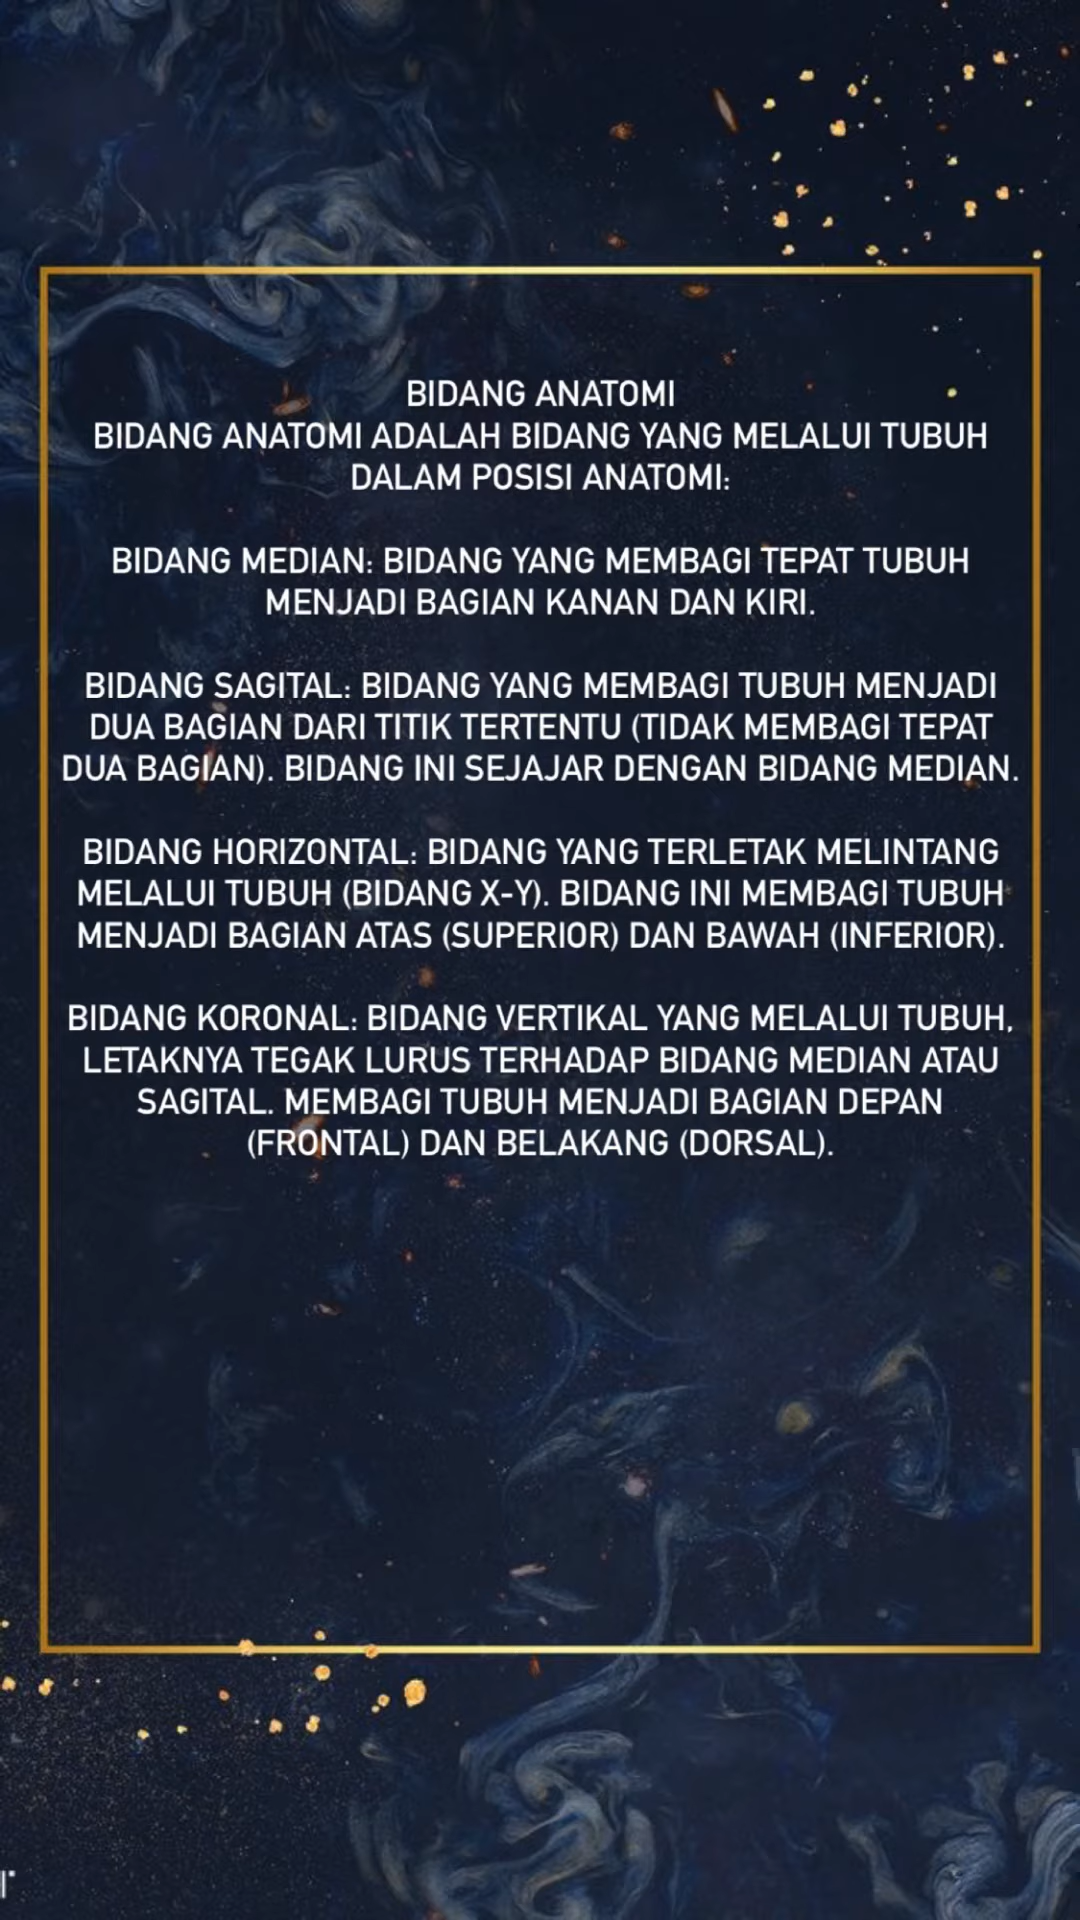 BIDANG ANATOMI
BIDANG ANATOMI ADALAH BIDANG YANG MELALUI TUBUH
DALAM POSISI ANATOMI:
BIDANG MEDIAN: BIDANG YANG MEMBAGI TEPAT TUBUH
MENJADI BAGIAN KANAN DAN KIRI.
BIDANG SAGITAL: BIDANG YANG MEMBAGI TUBUH MENJADI
DUA BAGIAN DARI TITIK TERTENTU (TIDAK MEMBAGI TEPAT
DUA BAGIAN). BIDANG INI SEJAJAR DENGAN BIDANG MEDIAN.
BIDANG HORIZONTAL: BIDANG YANG TERLETAK MELINTANG
MELALUI TUBUH (BIDANG X-Y). BIDANG INI MEMBAGI TUBUH
MENJADI BAGIAN ATAS (SUPERIOR) DAN BAWAH (INFERIOR).
BIDANG KORONAL: BIDANG VERTIKAL YANG MELALUI TUBUH,
LETAKNYA TEGAK LURUS TERHADAP BIDANG MEDIAN ATAU
SAGITAL. MEMBAGI TUBUH MENJADI BAGIAN DEPAN
(FRONTAL) DAN BELAKANG (DORSAL).